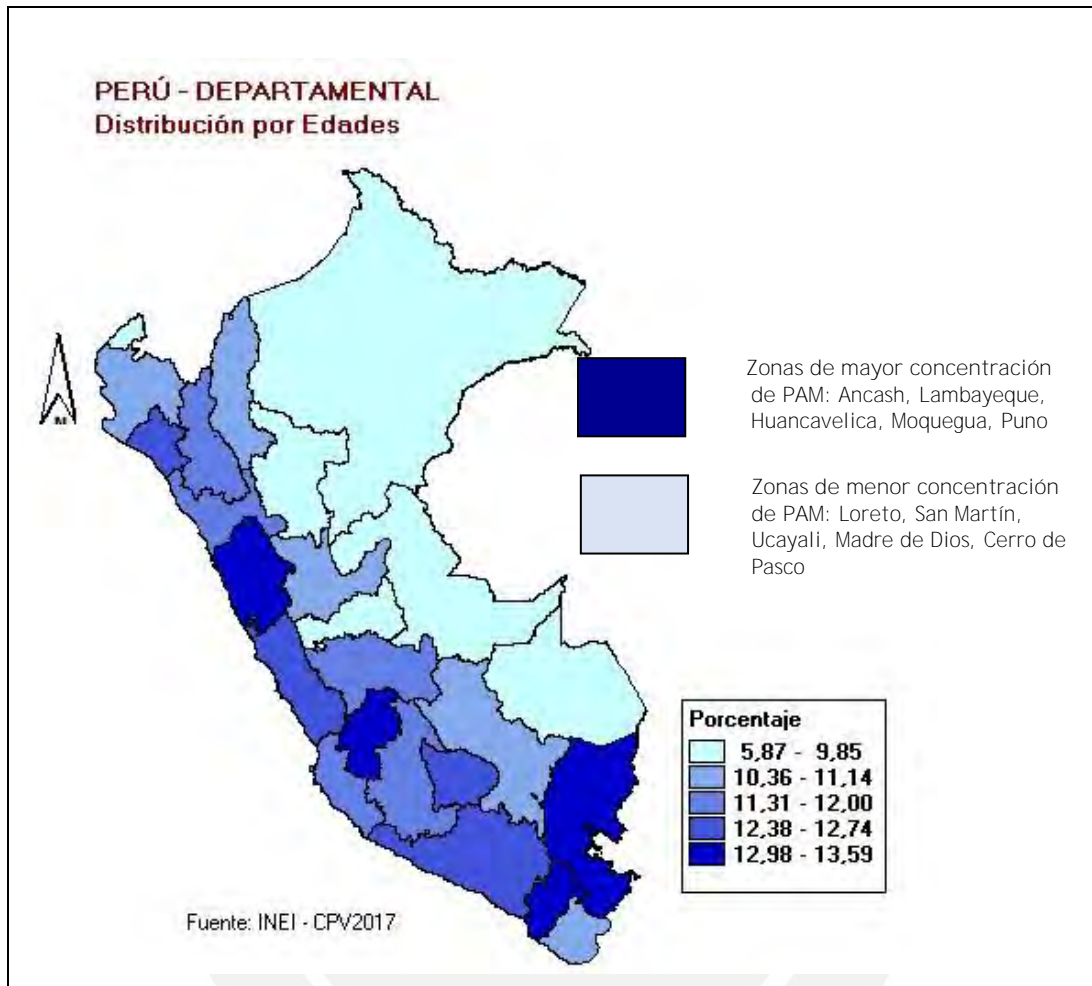 PERÚ - DEPARTAMENTAL
Distribución por Edades
Zonas de mayor concentración
de PAM: Ancash, Lambayeque,
Huancavelica, Moquegua, Puno
Zonas de menor concentración
de PAM: Loreto, San Martín,
Ucayali, Madre de Dios, Cerro de
Pasco
Porcentaje
5,87 - 9,85
10,36 - 11,14
11,31 - 12,00
12,38 - 12,74
12,98 - 13,59
Fuente: INEI - CPV2017